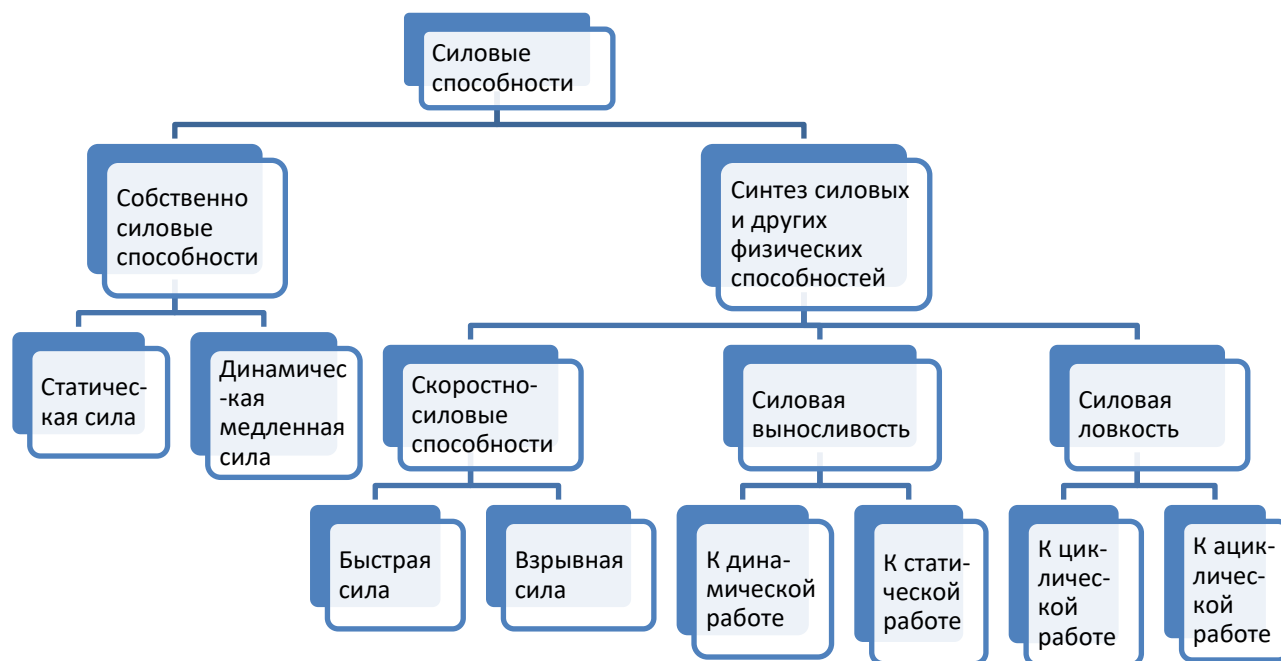 Силовые
способности
Собственно
силовые
способности
Синтез силовых
и других
физических
способностей
Статичес-
кая сила
Динамичес
-кая
медленная
сила
Скоростно-
силовые
способности
Силовая
выносливость
Силовая
ловкость
Быстрая
сила
Взрывная
сила
К дина-
мической
работе
К стати-
ческой
работе
К цик-
личес-
кой
работе
К ацик-
личес-
кой
работе